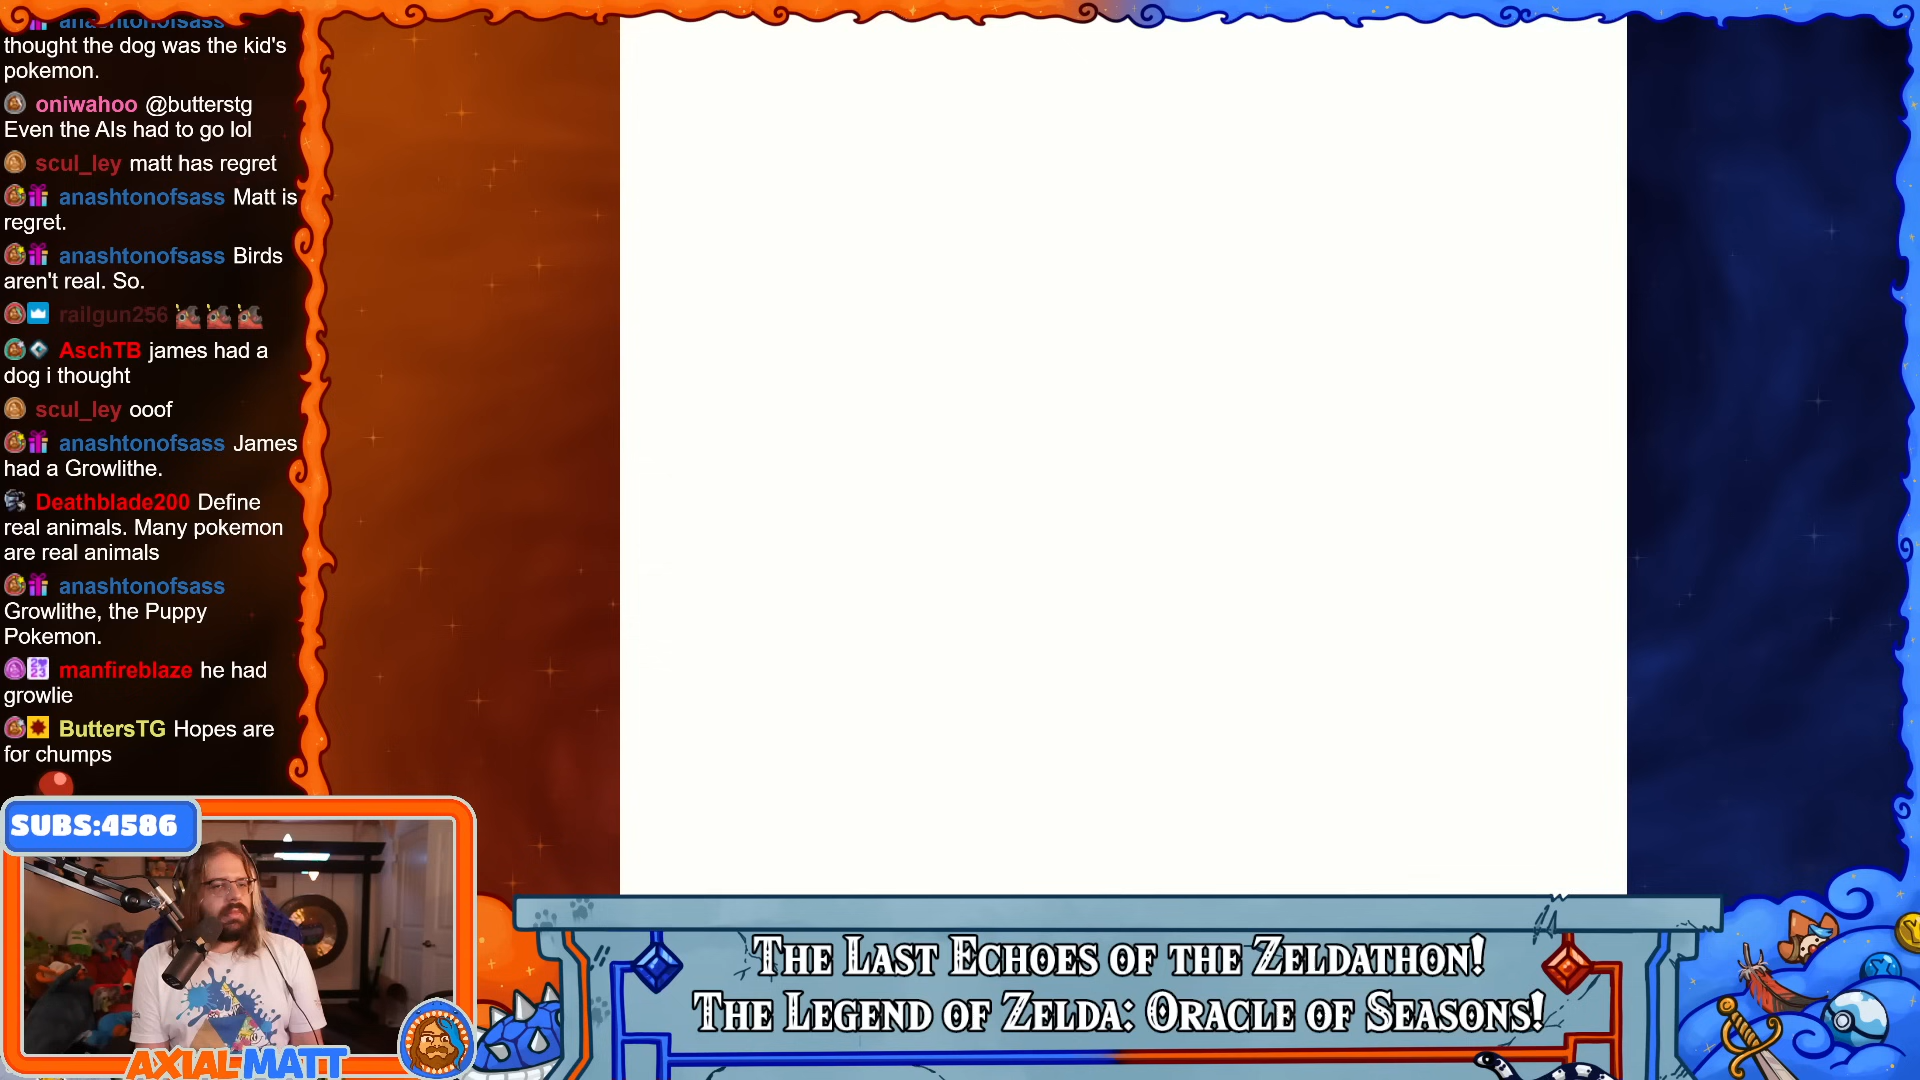 anashtonofsass
thought the dog was the kid's
pokemon.
oniwahoo @butterstg
Even the AIs had to go lol
scul_ley matt has regret
anashtonofsass Matt is
regret.
anashtonofsass Birds
aren't real. So.
railgun256
AschTB james had a
dog i thought
scul_ley ooof
anashtonofsass James
had a Growlithe.
Deathblade200 Define
real animals. Many pokemon
are real animals
anashtonofsass
Growlithe, the Puppy
Pokemon.
manfireblaze he had
growlie
ButtersTG Hopes are
for chumps
SUBS:4586
AXIALMATT
The Last Echoes of the Zeldathon!
The Legend of Zelda: Oracle of Seasons!